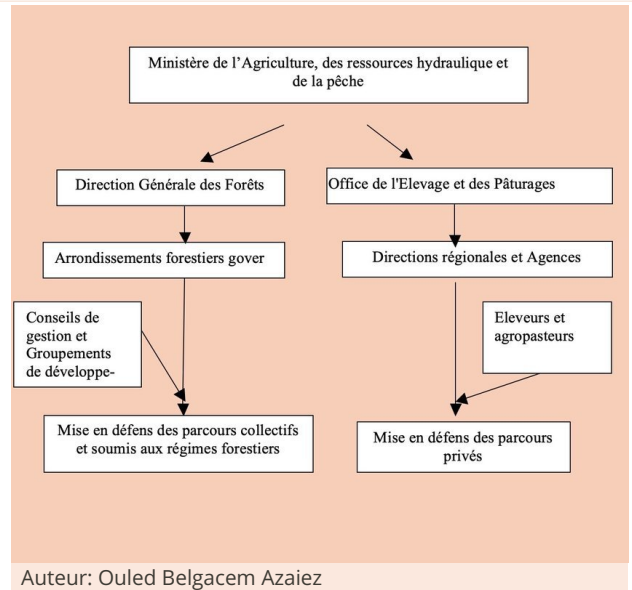 Ministère de l'Agriculture, des ressources hydraulique et
de la pêche
Direction Générale des Forêts
Office de l'Elevage et des Pâturages
Arrondissements forestiers gover
Directions régionales et Agences
Conseils de
gestion et
Groupements
de développe-
Eleveurs et
agropasteurs
Mise en défens des parcours collectifs
et soumis aux régimes forestiers
Mise en défens des parcours
privés
Auteur: Ouled Belgacem Azaiez